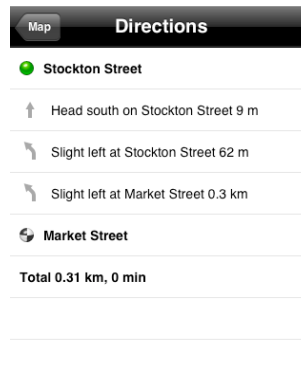 Map
Directions
Stockton Street
Head south on Stockton Street 9 m
Slight left at Stockton Street 62 m
Slight left at Market Street 0.3 km
Market Street
Total 0.31 km, 0 min